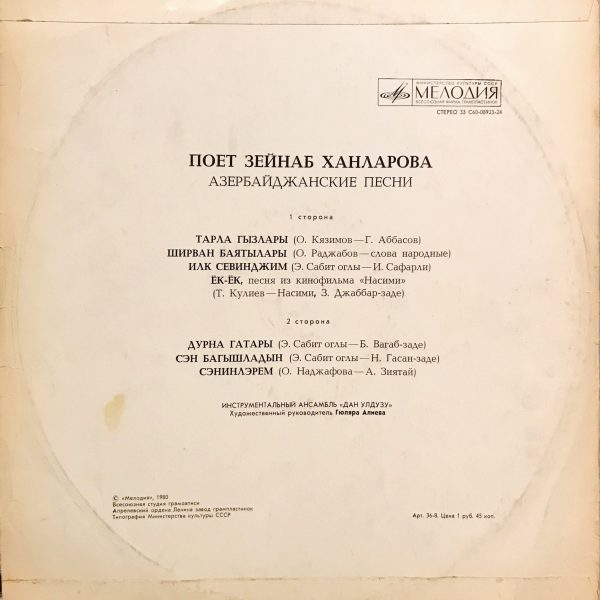 МИНИСТЕРСТВО КУЛЬТУРЫ СССР
МЕЛОДИЯ
ВСЕСОЮЗНАЯ ФИРМА ГРАМПЛАСТИНОК
СТЕРЕО 33 С60-08923-24
ПОЕТ ЗЕЙНАБ ХАНЛАРОВА
АЗЕРБАЙДЖАНСКИЕ ПЕСНИ
1 сторона
ТАРЛА ГЫЗЛАРЫ (О. Кязимов — Г. Аббасов)
ШИРВАН БАЯТЫЛАРЫ (О. Раджабов — слова народные)
ИЛК СЕВИНДЖИМ (Э. Сабит оглы — И. Сафарли)
ЁК-ЁК, песня из кинофильма «Насими»
(Т. Кулиев — Насими, З. Джаббар-заде)
2 сторона
ДУРНА ГАТАРЫ (Э. Сабит оглы — Б. Вагаб-заде)
СЭН БАГЫШЛАДЫН (Э. Сабит оглы — Н. Гасан-заде)
СЭНИНЛЭРЕМ (О. Наджафова — А. Зиятай)
ИНСТРУМЕНТАЛЬНЫЙ АНСАМБЛЬ «ДАН УЛДУЗУ»
Художественный руководитель Гюляра Алиева
© «Мелодия», 1980
Всесоюзная студия грамзаписи
Апрелевский ордена Ленина завод грампластинок
Типография Министерства культуры СССР
Арт. 36-8. Цена 1 руб. 45 коп.